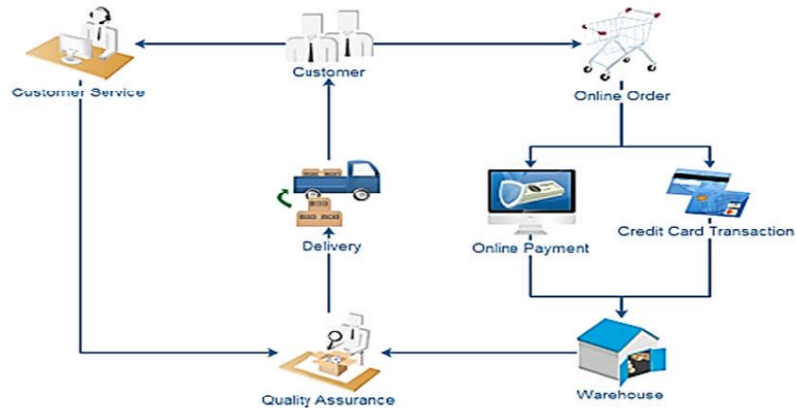 Customer
Customer Service
Online Order
Credit Card Transaction
Delivery
Online Payment
Warehouse
Quality Assurance